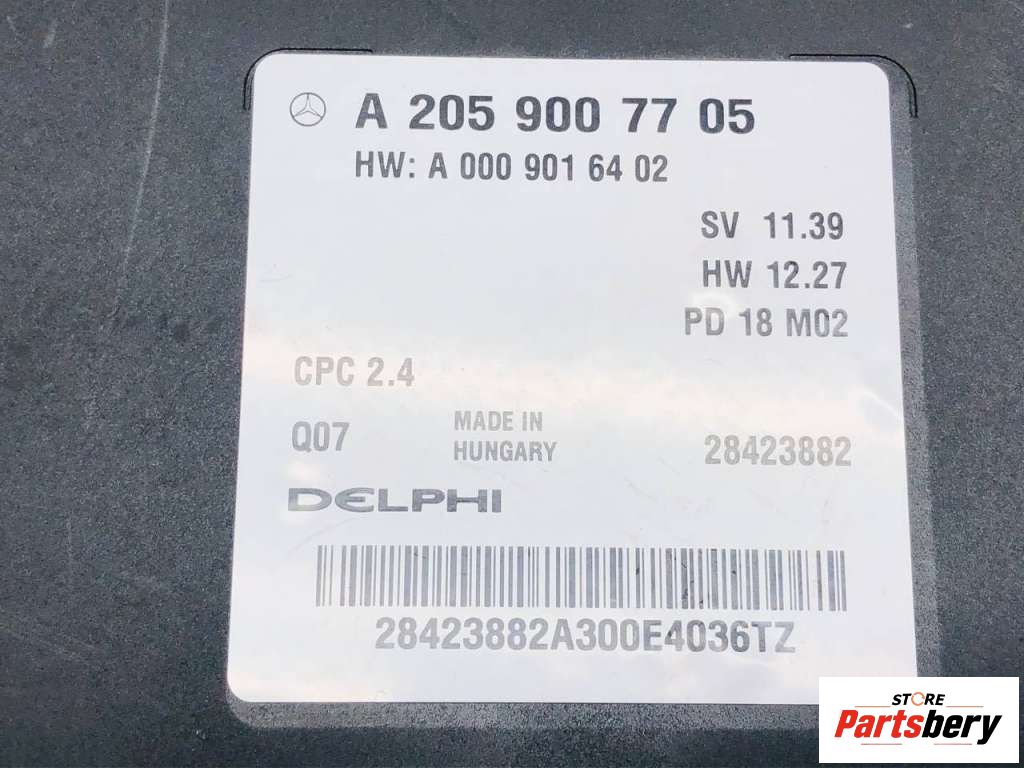 A 205 900 77 05
HW: A 000 901 64 02
SV 11.39
HW 12.27
PD 18 M02
CPC 2.4
Q07
MADE IN
HUNGARY
28423882
DELPHI
28423882A300E4036TZ
STORE
Partsbery